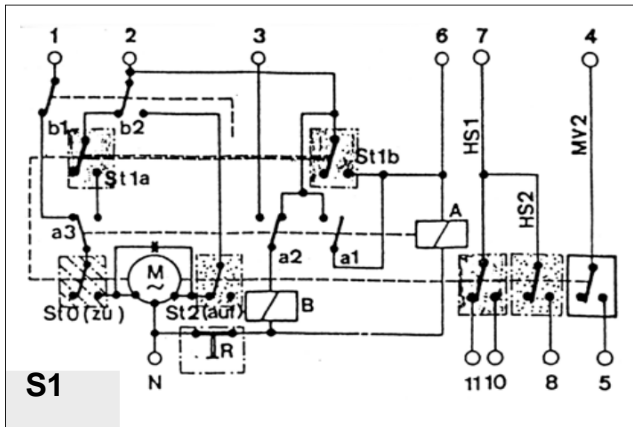 1 2 3 6 7 4
HS1
MV2
b1 b2
St1a
St1b
HS2
A
a3 a2 a1
M
~
St0(zu) St2(auf) B
R
N 11 10 8 5
S1